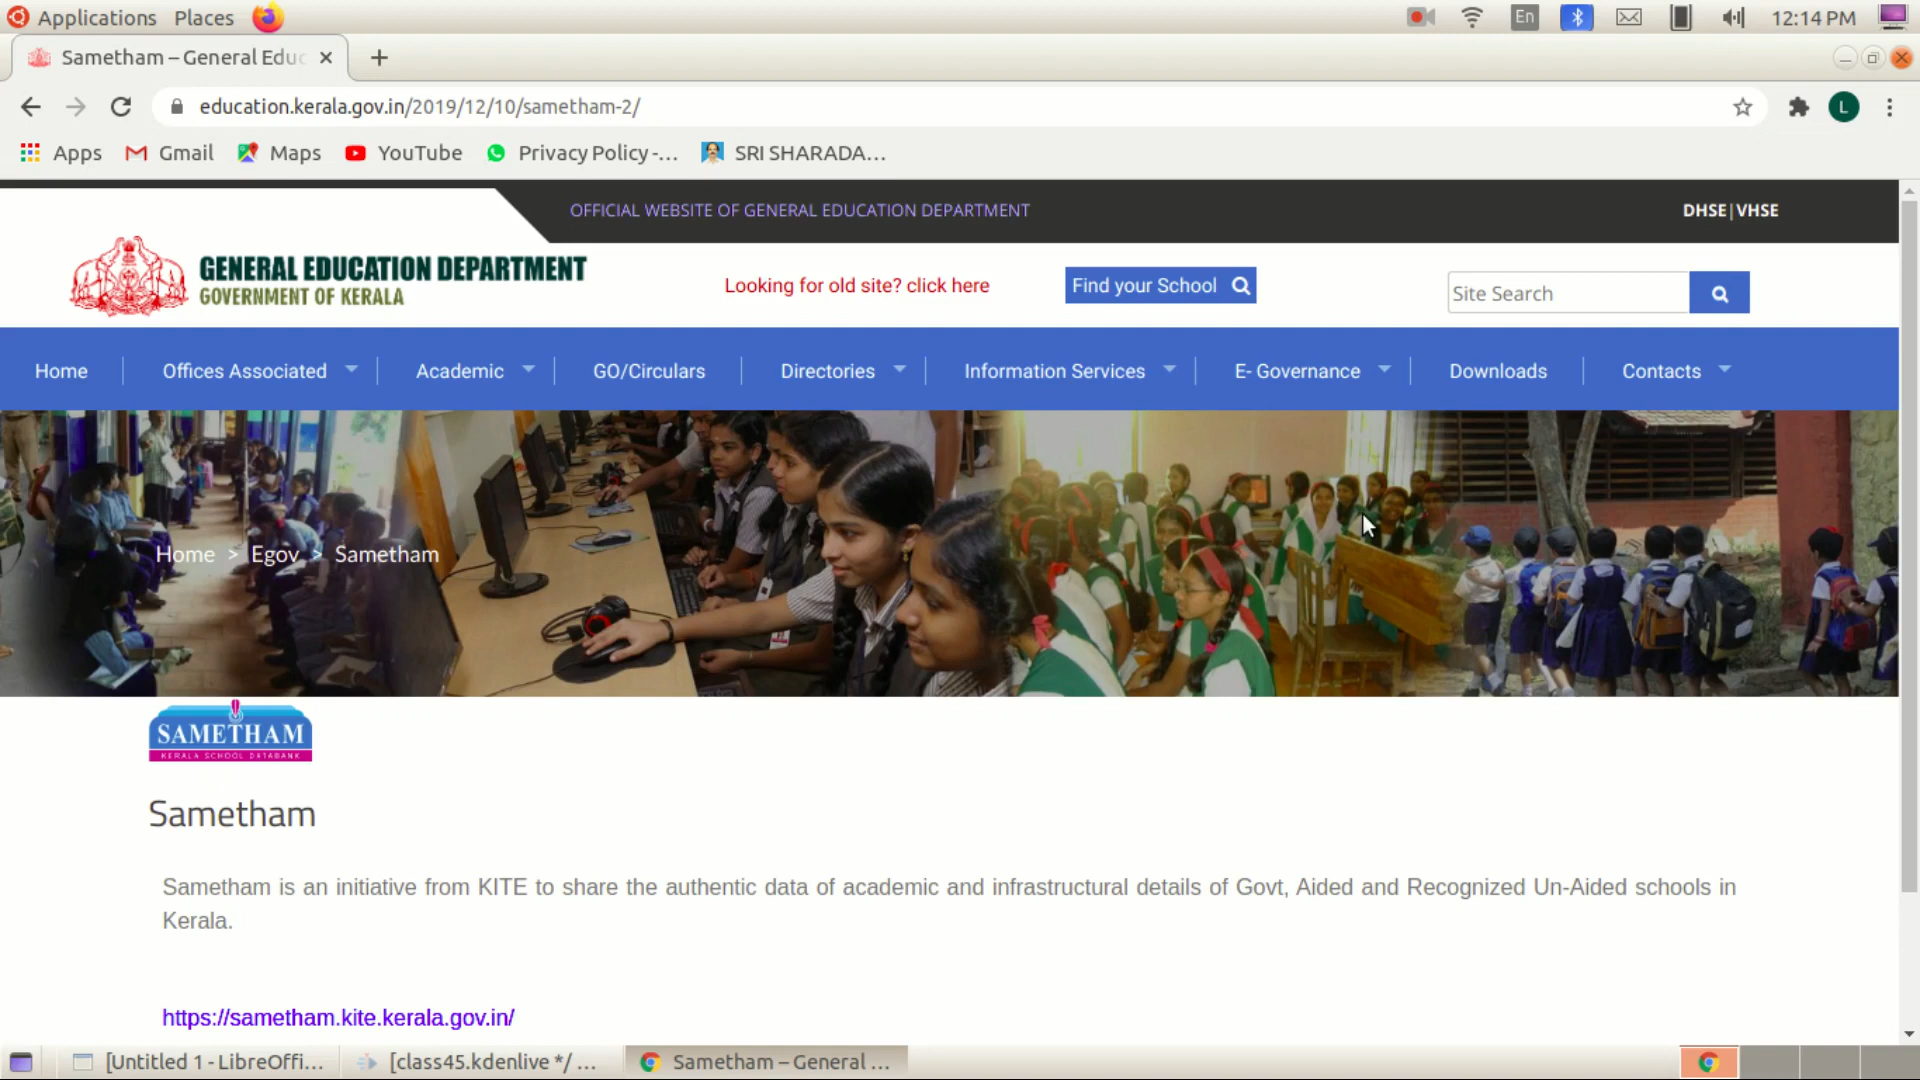 Applications Places
En
12:14 PM
Sametham – General Educ
education.kerala.gov.in/2019/12/10/sametham-2/
L
Apps Gmail Maps YouTube Privacy Policy -... SRI SHARADA...
OFFICIAL WEBSITE OF GENERAL EDUCATION DEPARTMENT
DHSE|VHSE
GENERAL EDUCATION DEPARTMENT
GOVERNMENT OF KERALA
Looking for old site? click here
Find your School
Site Search
Home Offices Associated Academic GO/Circulars Directories Information Services E- Governance Downloads Contacts
Home > Egov > Sametham
SAMETHAM
KERALA SCHOOL DATABANK
Sametham
Sametham is an initiative from KITE to share the authentic data of academic and infrastructural details of Govt, Aided and Recognized Un-Aided schools in
Kerala.
https://sametham.kite.kerala.gov.in/
[Untitled 1 - LibreOffi... [class45.kdenlive */ ... Sametham – General ...